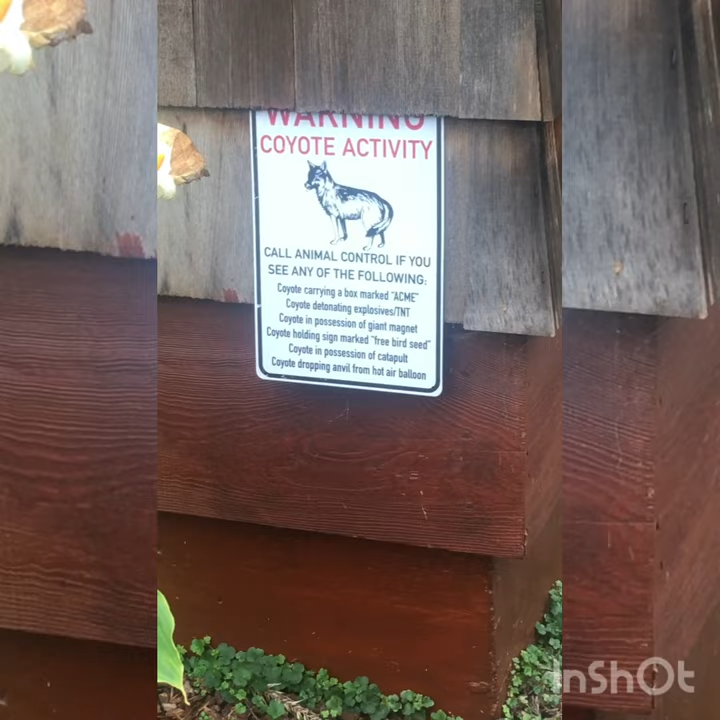 WARNING
COYOTE ACTIVITY
CALL ANIMAL CONTROL IF YOU
SEE ANY OF THE FOLLOWING:
Coyote carrying a box marked "ACME"
Coyote detonating explosives/TNT
Coyote in possession of giant magnet
Coyote holding sign marked "free bird seed"
Coyote in possession of catapult
Coyote dropping anvil from hot air balloon
InShOt